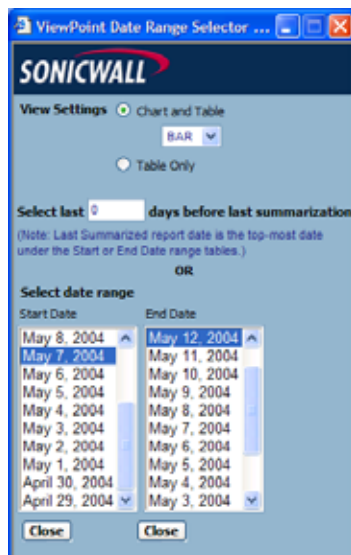 ViewPoint Date Range Selector ...
SONICWALL
View Settings Chart and Table
BAR
Table Only
Select last 0 days before last summarization
(Note: Last Summarized report date is the top-most date
under the Start or End Date range tables.)
OR
Select date range
Start Date End Date
May 8, 2004 May 12, 2004
May 7, 2004 May 11, 2004
May 6, 2004 May 10, 2004
May 5, 2004 May 9, 2004
May 4, 2004 May 8, 2004
May 3, 2004 May 7, 2004
May 2, 2004 May 6, 2004
May 1, 2004 May 5, 2004
April 30, 2004 May 4, 2004
April 29, 2004 May 3, 2004
Close Close